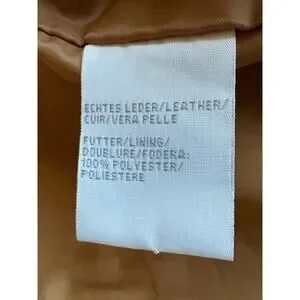 ECHTES LEDER/LEATHER/
CUIR/VERA PELLE
FUTTER/LINING/
DOUBLURE/FODERA:
100% POLYESTER/
POLIESTERE